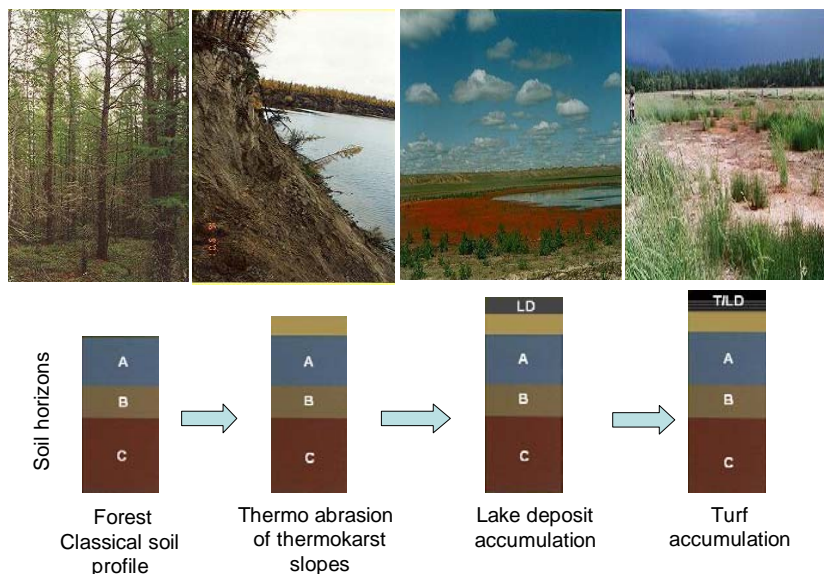 LD
T/LD
A
A
A
A
B
B
B
B
C
C
C
C
Soil horizons
Forest
Classical soil
profile
Thermo abrasion
of thermokarst
slopes
Lake deposit
accumulation
Turf
accumulation